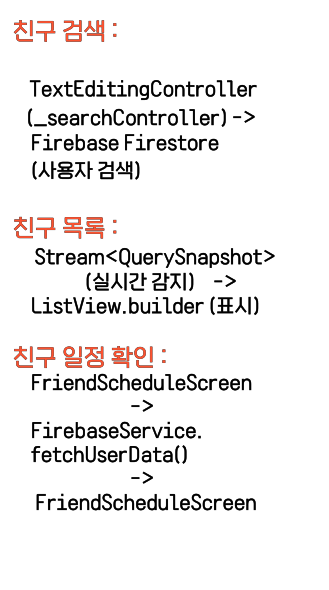 친구 검색 :
TextEditingController
(_searchController) ->
Firebase Firestore
(사용자 검색)
친구 목록 :
Stream<QuerySnapshot>
(실시간 감지) ->
ListView.builder (표시)
친구 일정 확인 :
FriendScheduleScreen
->
FirebaseService.
fetchUserData()
->
FriendScheduleScreen